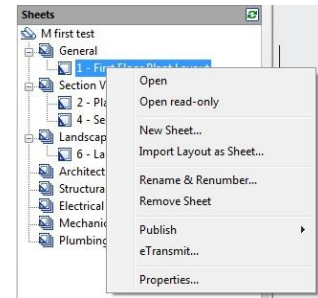 Sheets
M first test
General
1 - First Floor Plant Layout
Section V
2 - Pla
4 - Se
Landscap
6 - La
Architect
Structura
Electrical
Mechanic
Plumbing
Open
Open read-only
New Sheet...
Import Layout as Sheet...
Rename & Renumber...
Remove Sheet
Publish
eTransmit...
Properties...